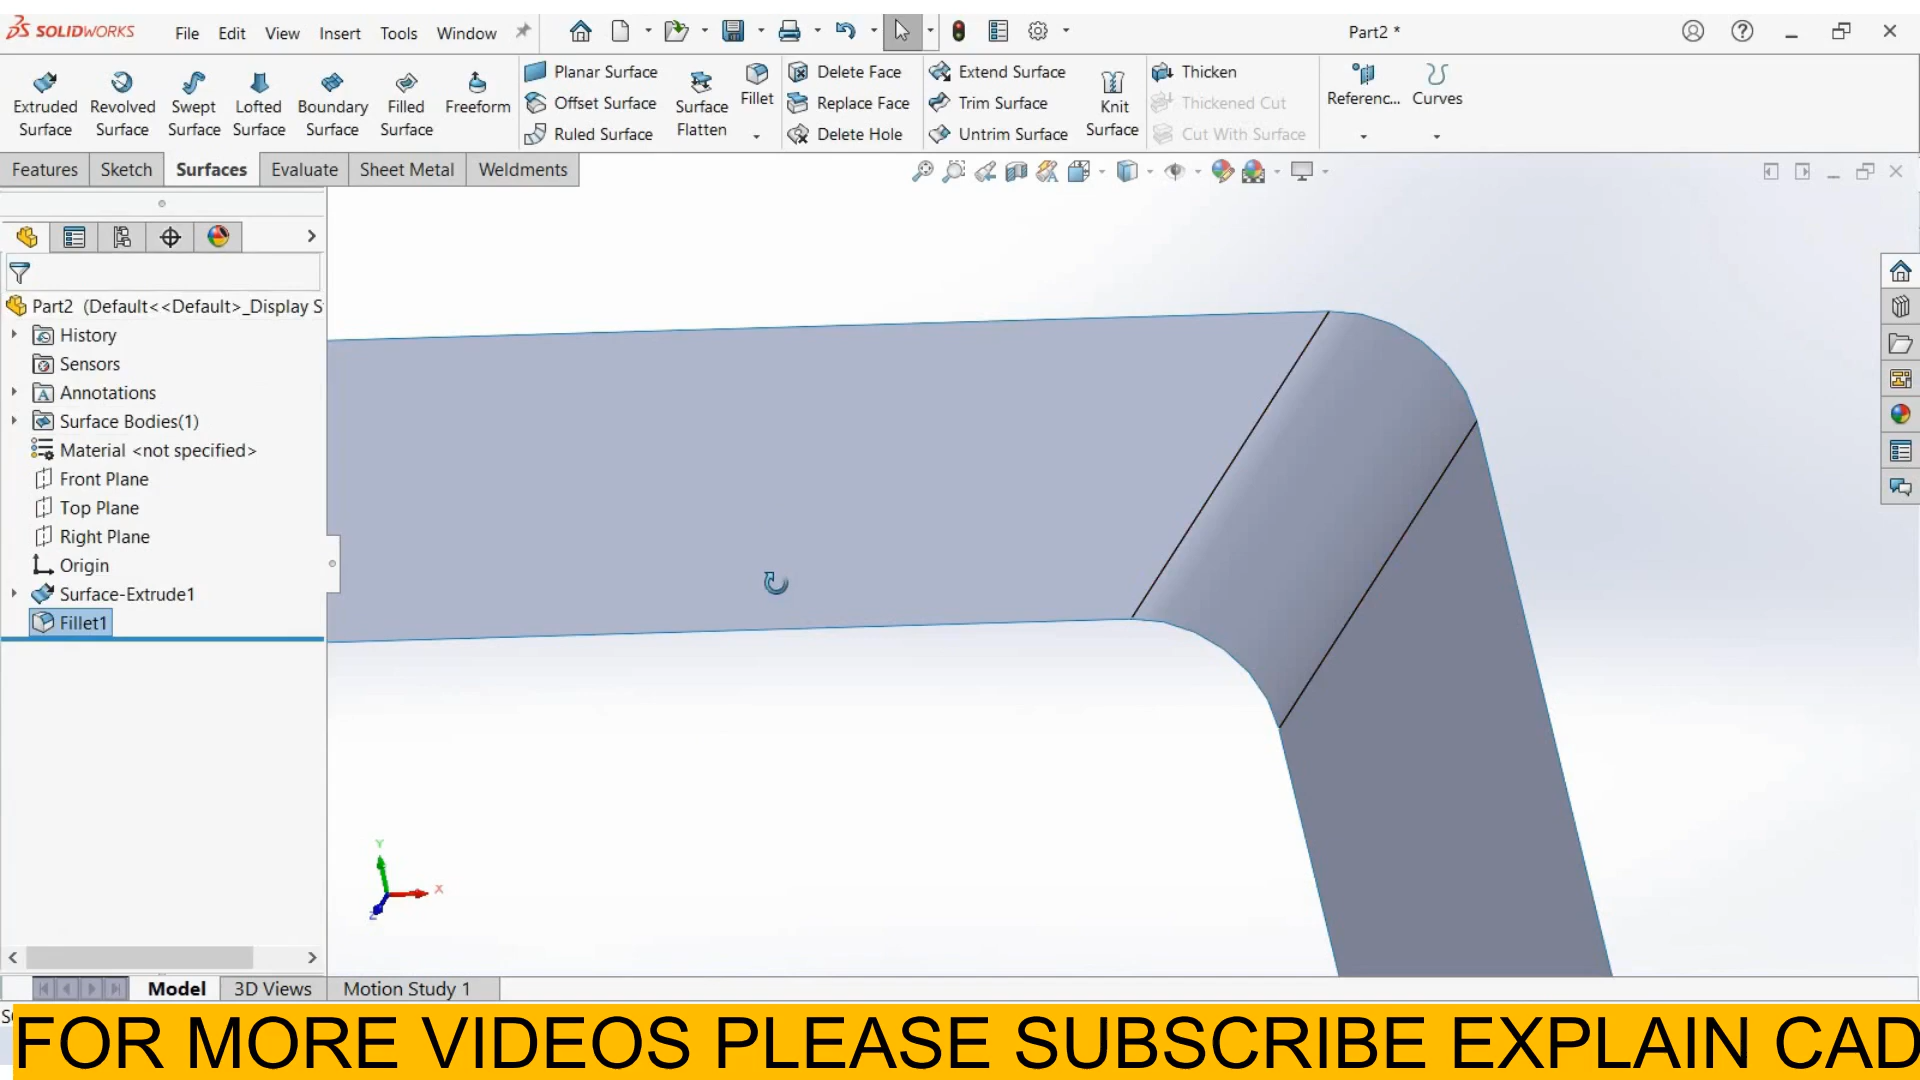 SOLIDWORKS File Edit View Insert Tools Window Part2 *
Extruded Surface
Revolved Surface
Swept Surface
Lofted Surface
Boundary Surface
Filled Surface
Freeform
Planar Surface
Offset Surface
Ruled Surface
Surface Flatten
Fillet
Delete Face
Replace Face
Delete Hole
Extend Surface
Trim Surface
Untrim Surface
Knit Surface
Thicken
Thickened Cut
Cut With Surface
Referenc...
Curves
Features Sketch Surfaces Evaluate Sheet Metal Weldments
Part2 (Default<<Default>_Display S
History
Sensors
A Annotations
Surface Bodies(1)
Material <not specified>
Front Plane
Top Plane
Right Plane
Origin
Surface-Extrude1
Fillet1
Y
X
Z
Model 3D Views Motion Study 1
FOR MORE VIDEOS PLEASE SUBSCRIBE EXPLAIN CAD